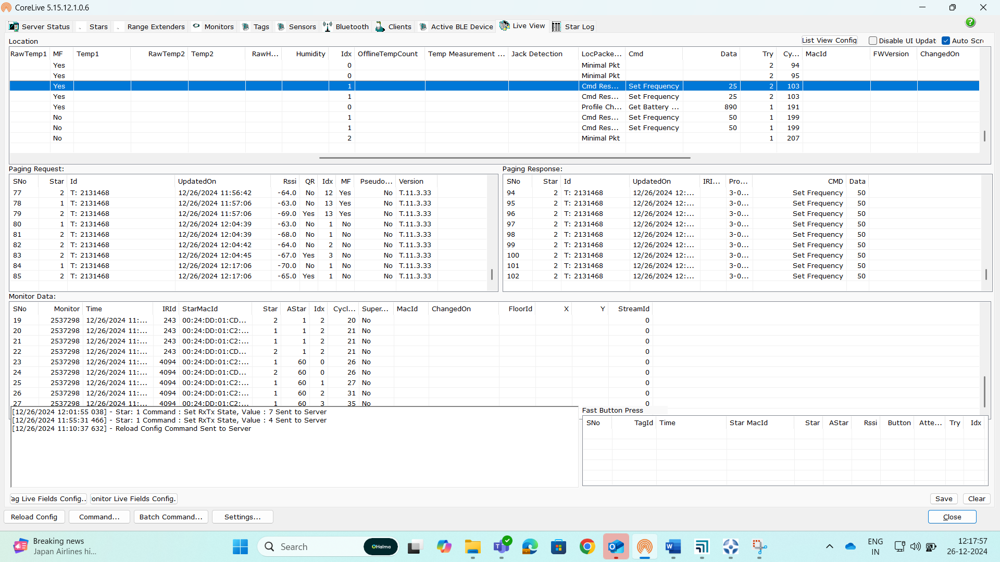 CoreLive 5.15.12.1.0.6
Server Status Stars Range Extenders Monitors Tags Sensors Bluetooth Clients Active BLE Device Live View Star Log
Location List View Config Disable UI Updat Auto Scr
RawTemp1 MF Temp1 RawTemp2 Temp2 RawH... Humidity Idx OfflineTempCount Temp Measurement ... Jack Detection LocPacke... Cmd Data Try Cy... MacId FWVersion ChangedOn
Yes 0 Minimal Pkt 2 94
Yes 0 Minimal Pkt 2 95
Yes 1 Cmd Res... Set Frequency 25 2 103
Yes 1 Cmd Res... Set Frequency 25 2 103
Yes 0 Profile Ch... Get Battery ... 890 1 191
No 1 Cmd Res... Set Frequency 50 1 199
No 1 Cmd Res... Set Frequency 50 1 199
No 2 Minimal Pkt 1 207
Paging Request:
SNo Star Id UpdatedOn Rssi QR Idx MF Pseudo... Version
77 2 T: 2131468 12/26/2024 11:56:42 -64.0 No 12 Yes No T.11.3.33
78 1 T: 2131468 12/26/2024 11:57:06 -63.0 No 13 Yes No T.11.3.33
79 2 T: 2131468 12/26/2024 11:57:06 -69.0 Yes 13 Yes No T.11.3.33
80 1 T: 2131468 12/26/2024 12:04:39 -63.0 No 1 No No T.11.3.33
81 2 T: 2131468 12/26/2024 12:04:39 -68.0 No 1 No No T.11.3.33
82 2 T: 2131468 12/26/2024 12:04:42 -64.0 No 2 No No T.11.3.33
83 2 T: 2131468 12/26/2024 12:04:45 -67.0 Yes 3 No No T.11.3.33
84 1 T: 2131468 12/26/2024 12:17:06 -70.0 No 1 No No T.11.3.33
85 2 T: 2131468 12/26/2024 12:17:06 -65.0 Yes 1 No No T.11.3.33
Paging Response:
SNo Star Id UpdatedOn IRI... Pro... CMD Data
94 2 T: 2131468 12/26/2024 12:... 3-0... Set Frequency 50
95 2 T: 2131468 12/26/2024 12:... 3-0... Set Frequency 50
96 2 T: 2131468 12/26/2024 12:... 3-0... Set Frequency 50
97 2 T: 2131468 12/26/2024 12:... 3-0... Set Frequency 50
98 2 T: 2131468 12/26/2024 12:... 3-0... Set Frequency 50
99 2 T: 2131468 12/26/2024 12:... 3-0... Set Frequency 50
100 2 T: 2131468 12/26/2024 12:... 3-0... Set Frequency 50
101 2 T: 2131468 12/26/2024 12:... 3-0... Set Frequency 50
102 2 T: 2131468 12/26/2024 12:... 3-0... Set Frequency 50
Monitor Data:
SNo Monitor Time IRId StarMacId Star AStar Idx Cycl... Super... MacId ChangedOn FloorId X Y StreamId
19 2537298 12/26/2024 11:... 243 00:24:DD:01:CD... 2 1 2 20 No 0
20 2537298 12/26/2024 11:... 243 00:24:DD:01:C2:... 1 1 2 21 No 0
21 2537298 12/26/2024 11:... 243 00:24:DD:01:C2:... 1 1 2 21 No 0
22 2537298 12/26/2024 11:... 243 00:24:DD:01:CD... 2 1 2 21 No 0
23 2537298 12/26/2024 11:... 4094 00:24:DD:01:C2:... 1 60 0 26 No 0
24 2537298 12/26/2024 11:... 4094 00:24:DD:01:CD... 2 60 0 26 No 0
25 2537298 12/26/2024 11:... 4094 00:24:DD:01:C2:... 1 60 1 27 No 0
26 2537298 12/26/2024 11:... 4094 00:24:DD:01:C2:... 1 60 2 31 No 0
27 2537298 12/26/2024 11:... 4094 00:24:DD:01:C2:... 1 60 3 35 No 0
[12/26/2024 12:01:55 038] - Star: 1 Command : Set RxTx State, Value : 7 Sent to Server
[12/26/2024 11:55:31 466] - Star: 1 Command : Set RxTx State, Value : 4 Sent to Server
[12/26/2024 11:10:37 632] - Reload Config Command Sent to Server
Fast Button Press
SNo TagId Time Star MacId Star AStar Rssi Button Atte... Try Idx
ag Live Fields Config.. onitor Live Fields Config. Save Clear
Reload Config Command... Batch Command... Settings... Close
Breaking news
Japan Airlines hi...
Search Halma
ENG
IN
12:17:57
26-12-2024